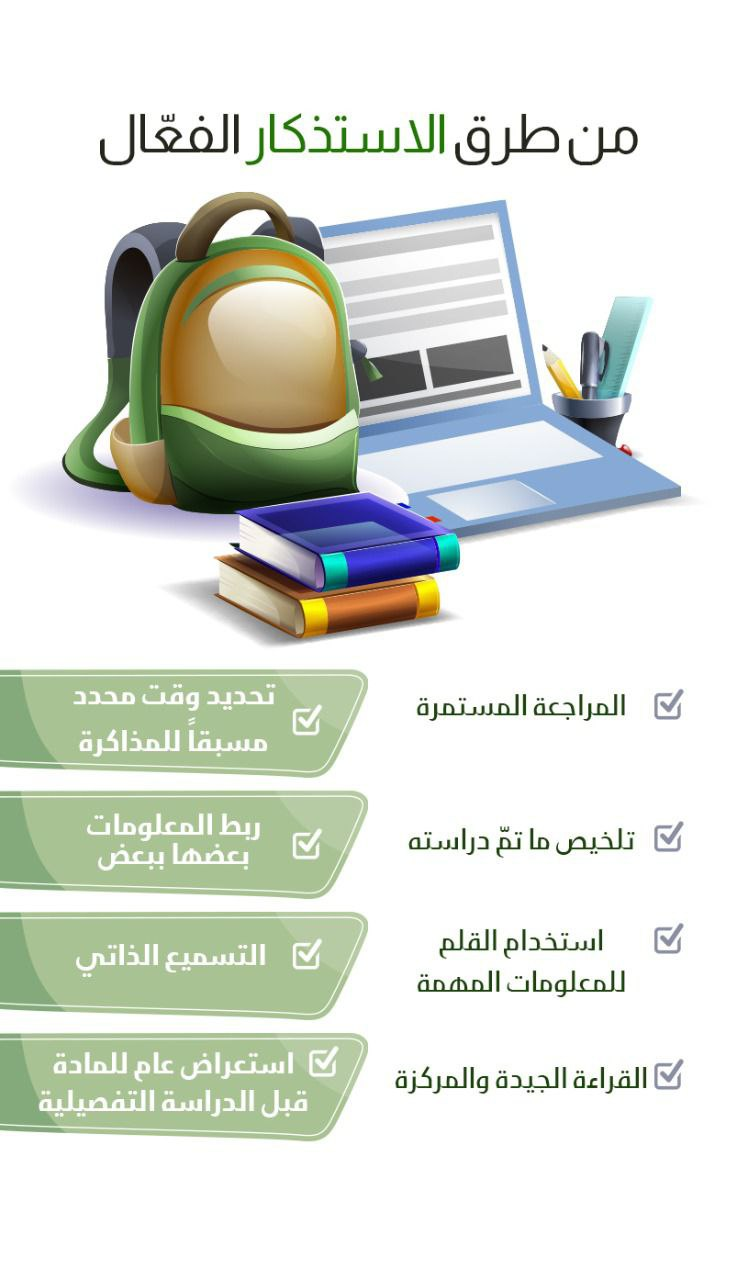 من طرق الاستذكار الفعّال
المراجعة المستمرة
تحديد وقت محدد
مسبقاً للمذاكرة
تلخيص ما تمّ دراسته
ربط المعلومات
بعضها ببعض
استخدام القلم
للمعلومات المهمة
التسميع الذاتي
القراءة الجيدة والمركزة
استعراض عام للمادة
قبل الدراسة التفصيلية